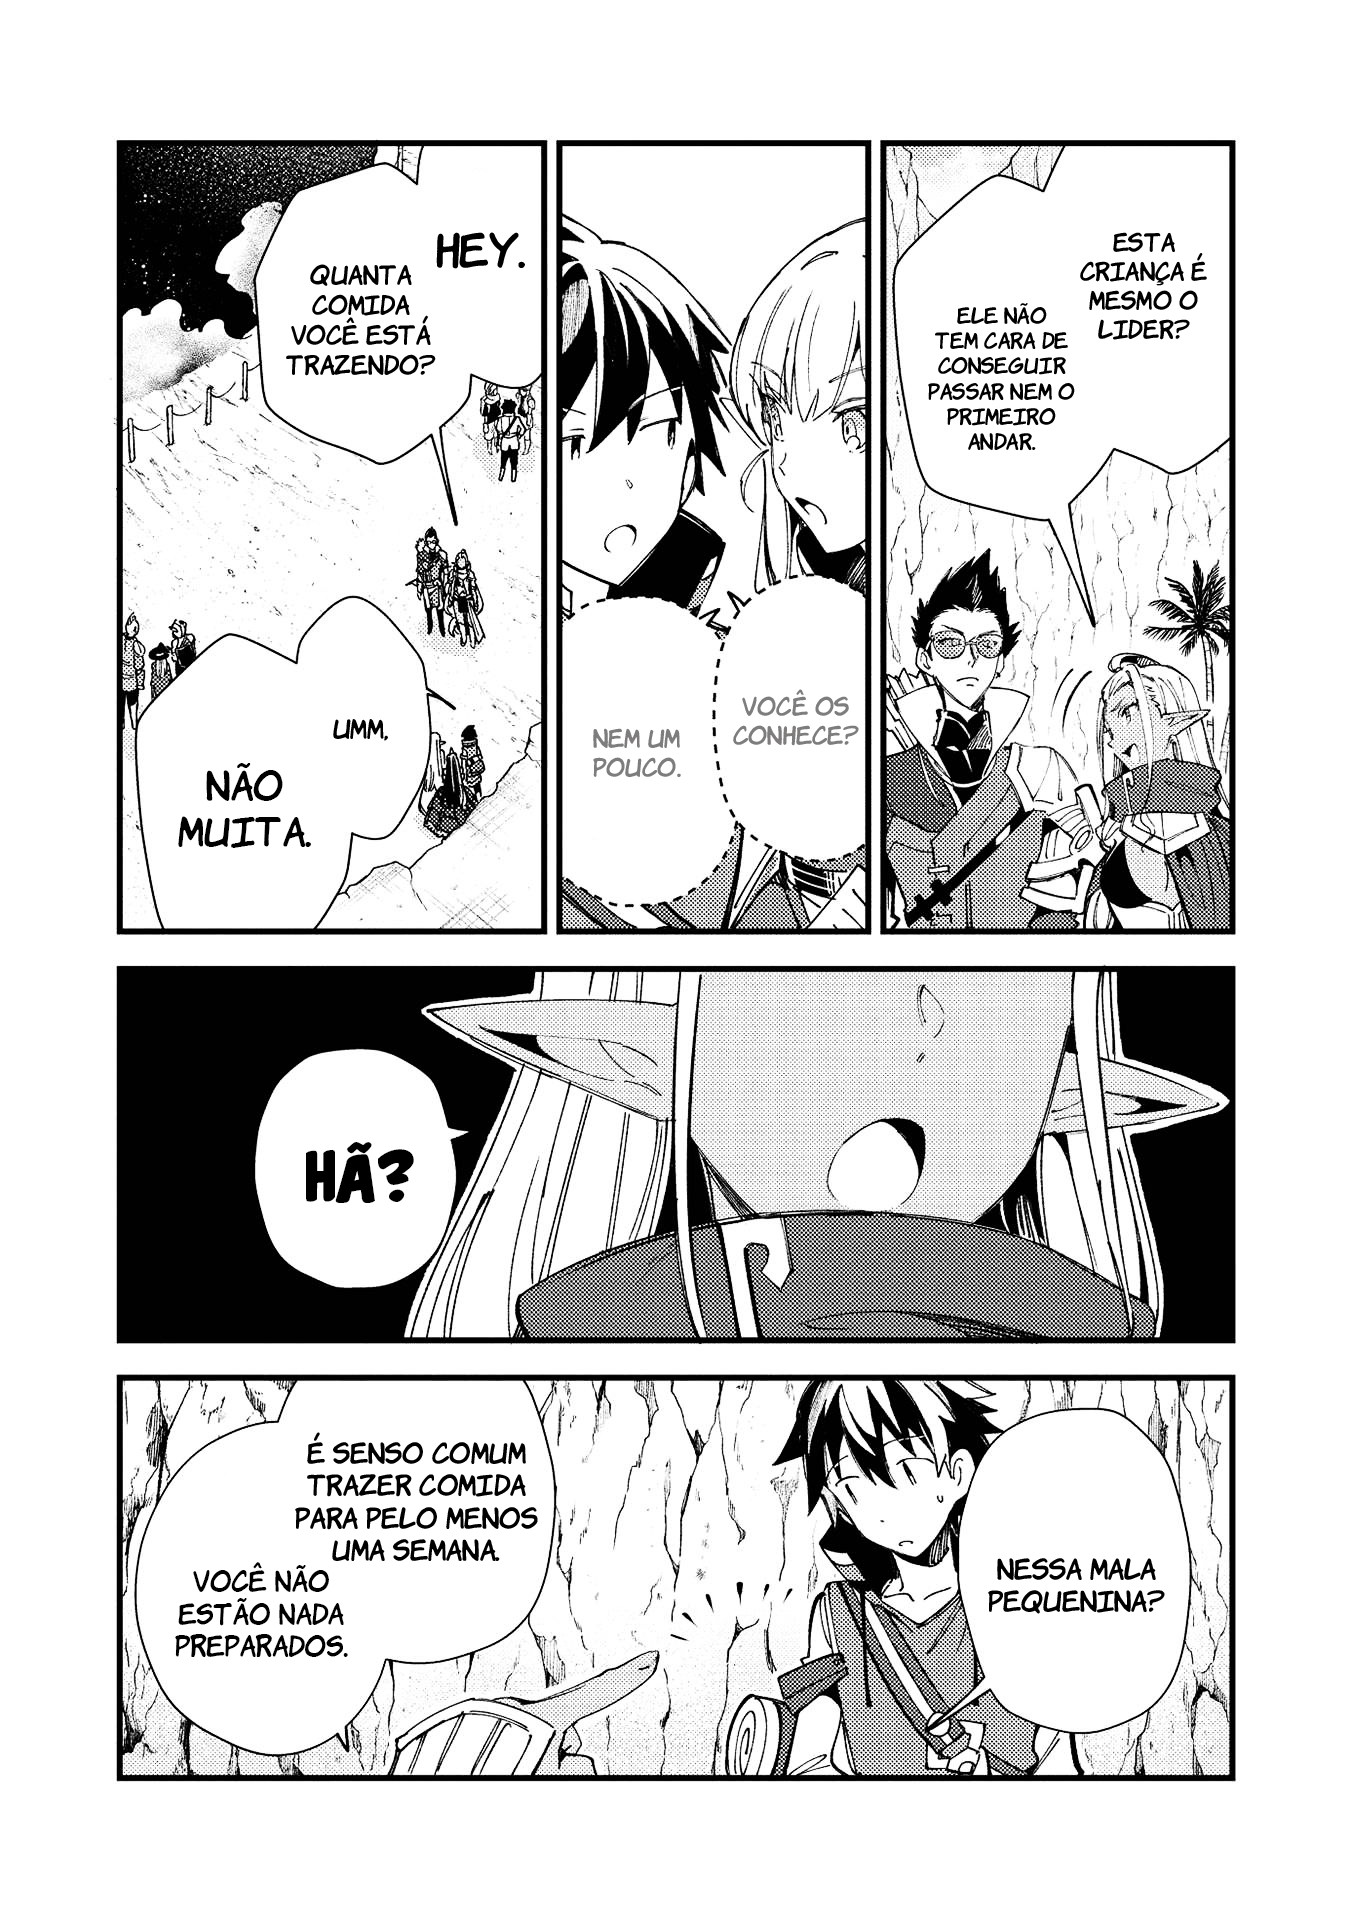 ESTA
CRIANÇA É
MESMO O
LIDER?
ELE NÃO
TEM CARA DE
CONSEGUIR
PASSAR NEM O
PRIMEIRO
ANDAR.
VOCÊ OS
CONHECE?
NEM UM
POUCO.
HEY.
QUANTA
COMIDA
VOCÊ ESTÁ
TRAZENDO?
UMM,
NÃO
MUITA.
HÃ?
NESSA MALA
PEQUENINA?
É SENSO COMUM
TRAZER COMIDA
PARA PELO MENOS
UMA SEMANA.
VOCÊ NÃO
ESTÃO NADA
PREPARADOS.